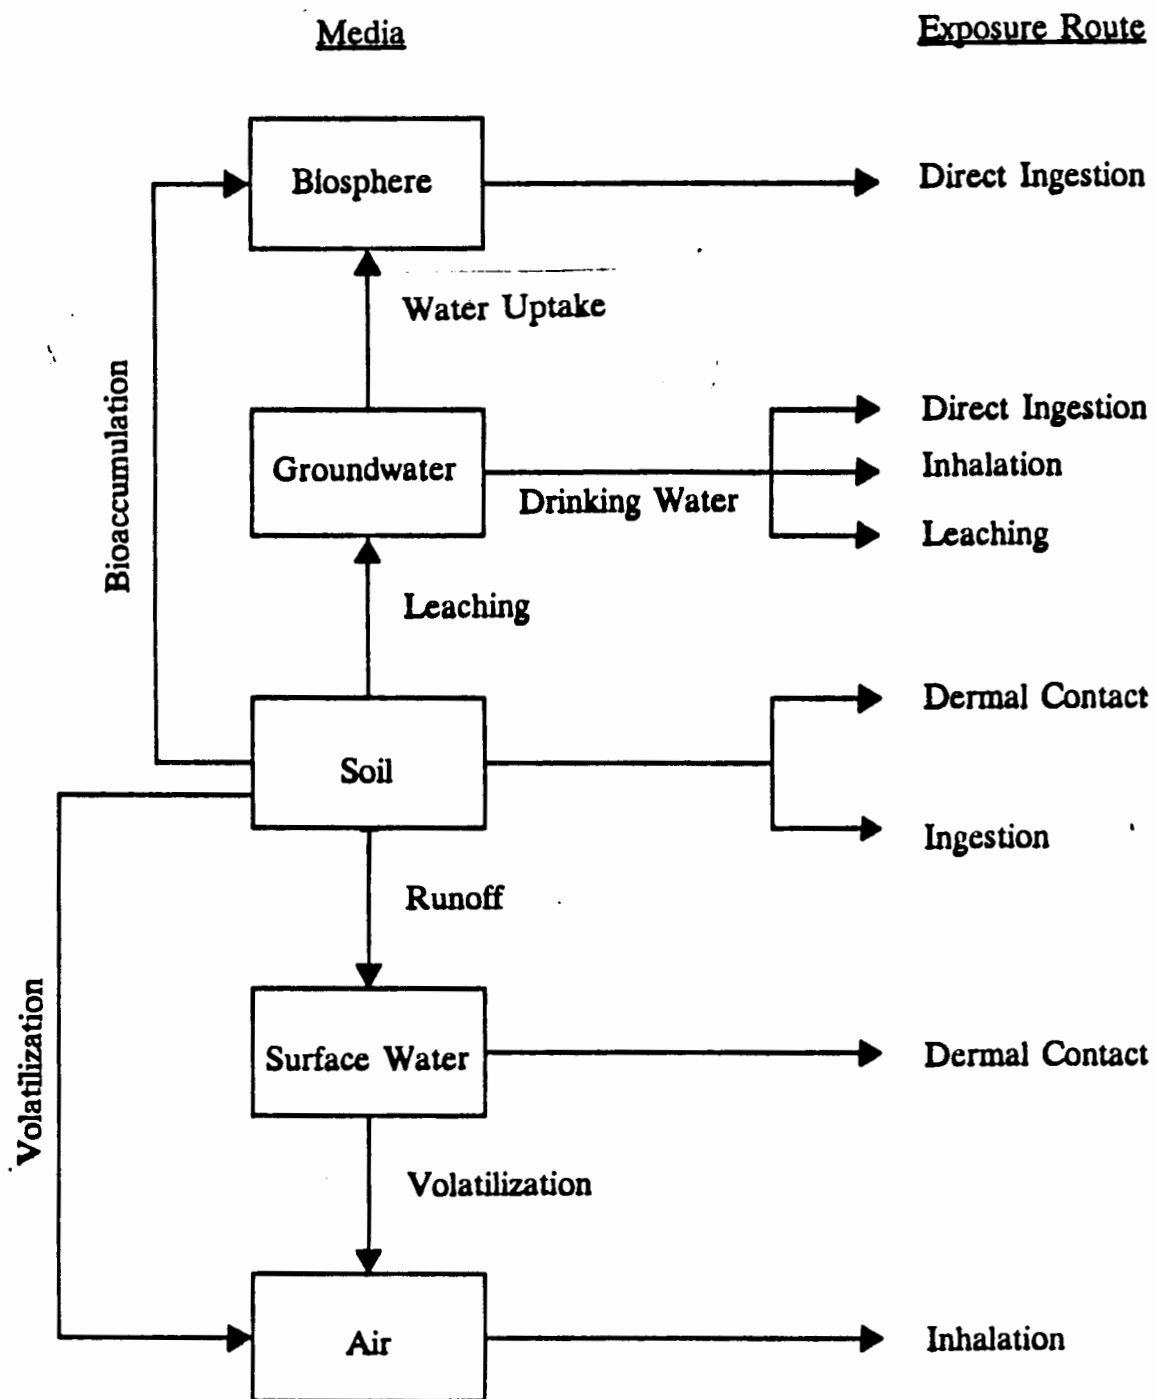 Media
Exposure Route
Biosphere
Direct Ingestion
Water Uptake
Bioaccumulation
Groundwater
Drinking Water
Direct Ingestion
Inhalation
Leaching
Leaching
Soil
Dermal Contact
Ingestion
Runoff
Volatilization
Surface Water
Dermal Contact
Volatilization
Air
Inhalation